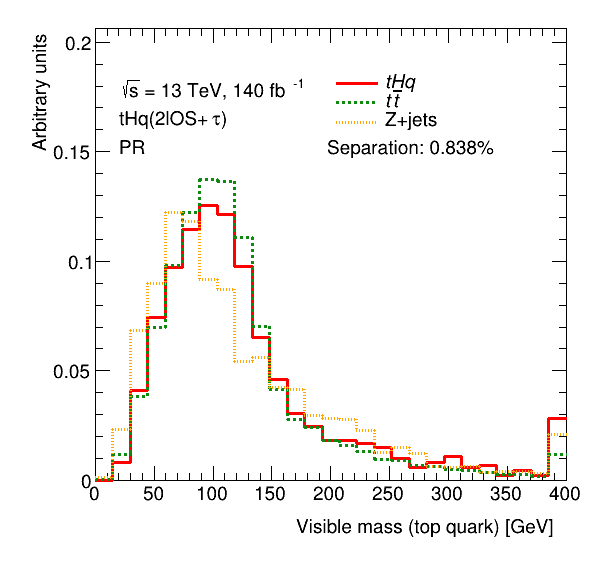 Arbitrary units
0.2
0.15
0.1
0.05
0
√s = 13 TeV, 140 fb⁻¹
tHq(2lOS+ τ)
PR
tHq
tt̅
Z+jets
Separation: 0.838%
0 50 100 150 200 250 300 350 400
Visible mass (top quark) [GeV]